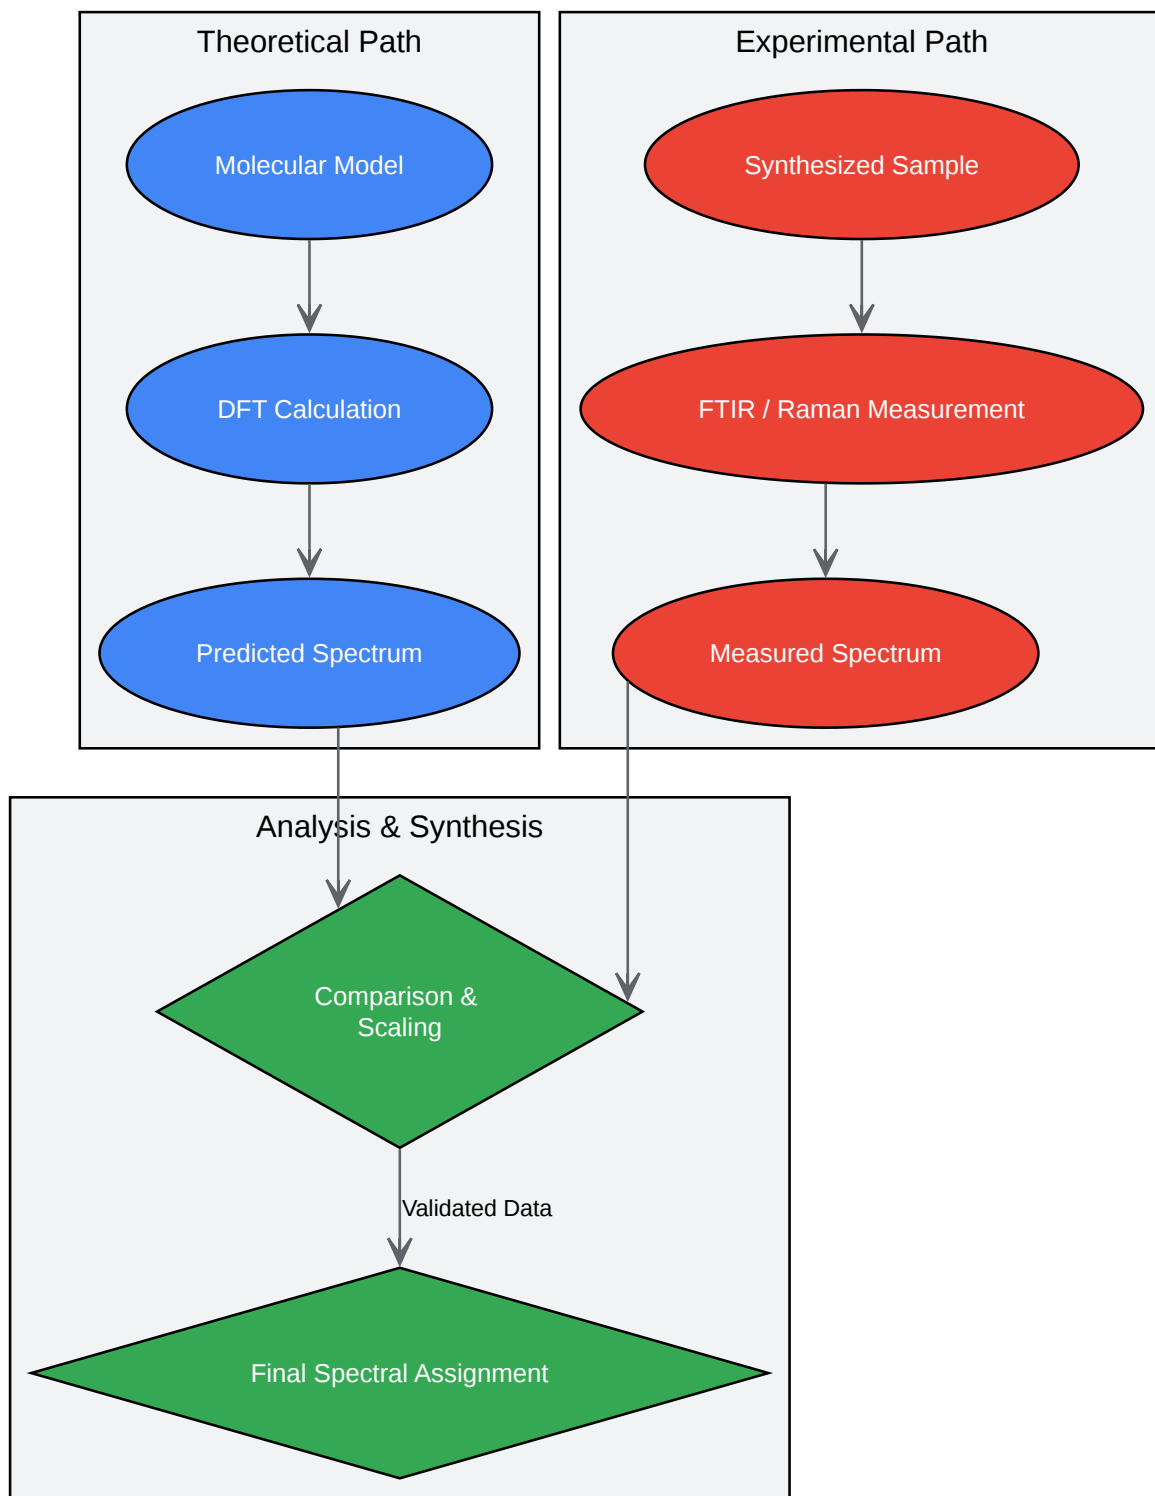 Theoretical Path
Molecular Model
DFT Calculation
Predicted Spectrum
Experimental Path
Synthesized Sample
FTIR / Raman Measurement
Measured Spectrum
Analysis & Synthesis
Comparison &
Scaling
Validated Data
Final Spectral Assignment